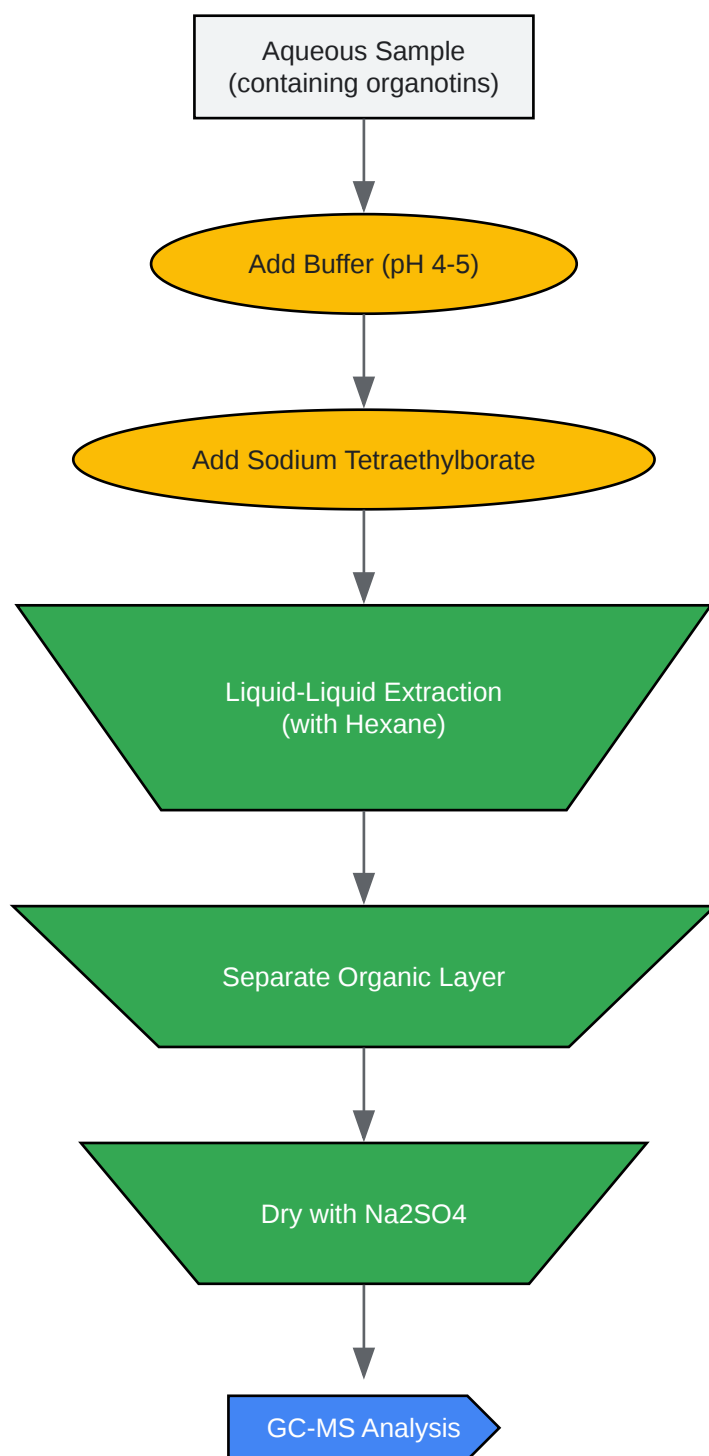 Aqueous Sample
(containing organotins)
Add Buffer (pH 4-5)
Add Sodium Tetraethylborate
Liquid-Liquid Extraction
(with Hexane)
Separate Organic Layer
Dry with Na2SO4
GC-MS Analysis